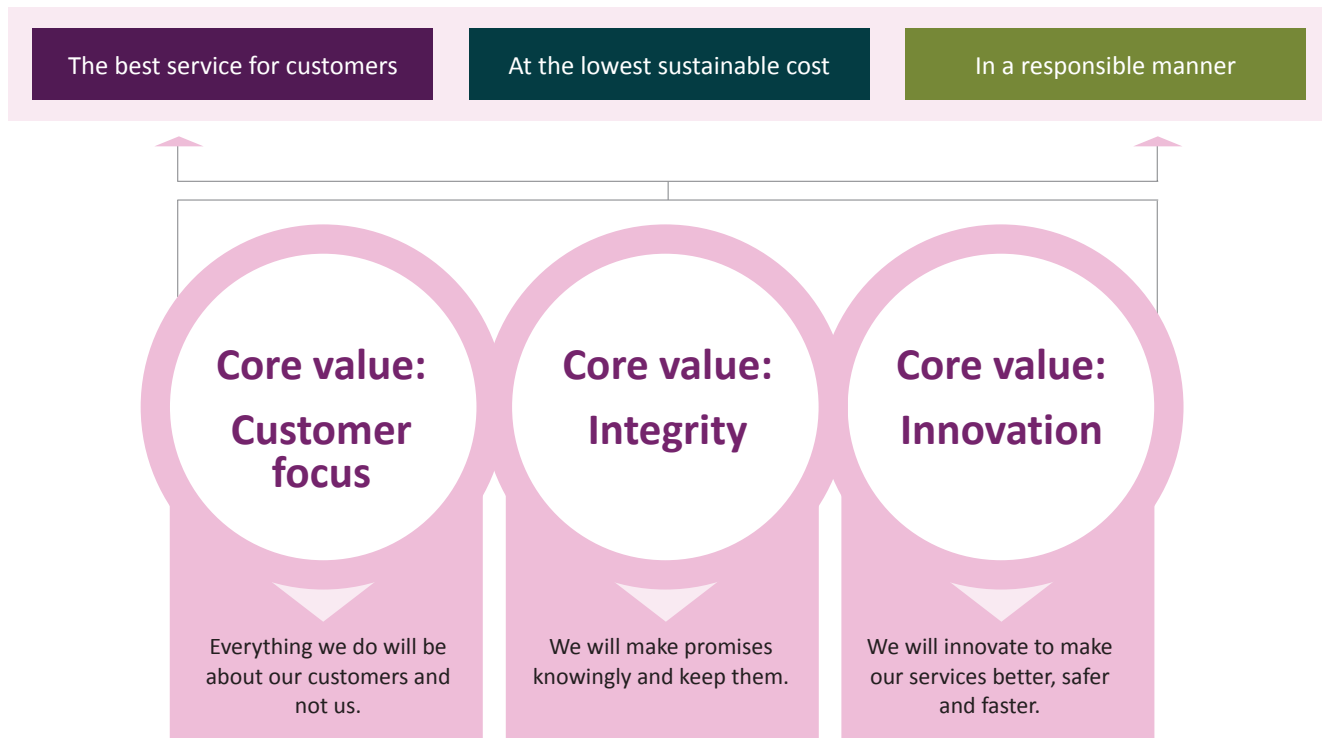 The best service for customers
At the lowest sustainable cost
In a responsible manner
Core value:
Customer
focus
Core value:
Integrity
Core value:
Innovation
Everything we do will be
about our customers and
not us.
We will make promises
knowingly and keep them.
We will innovate to make
our services better, safer
and faster.